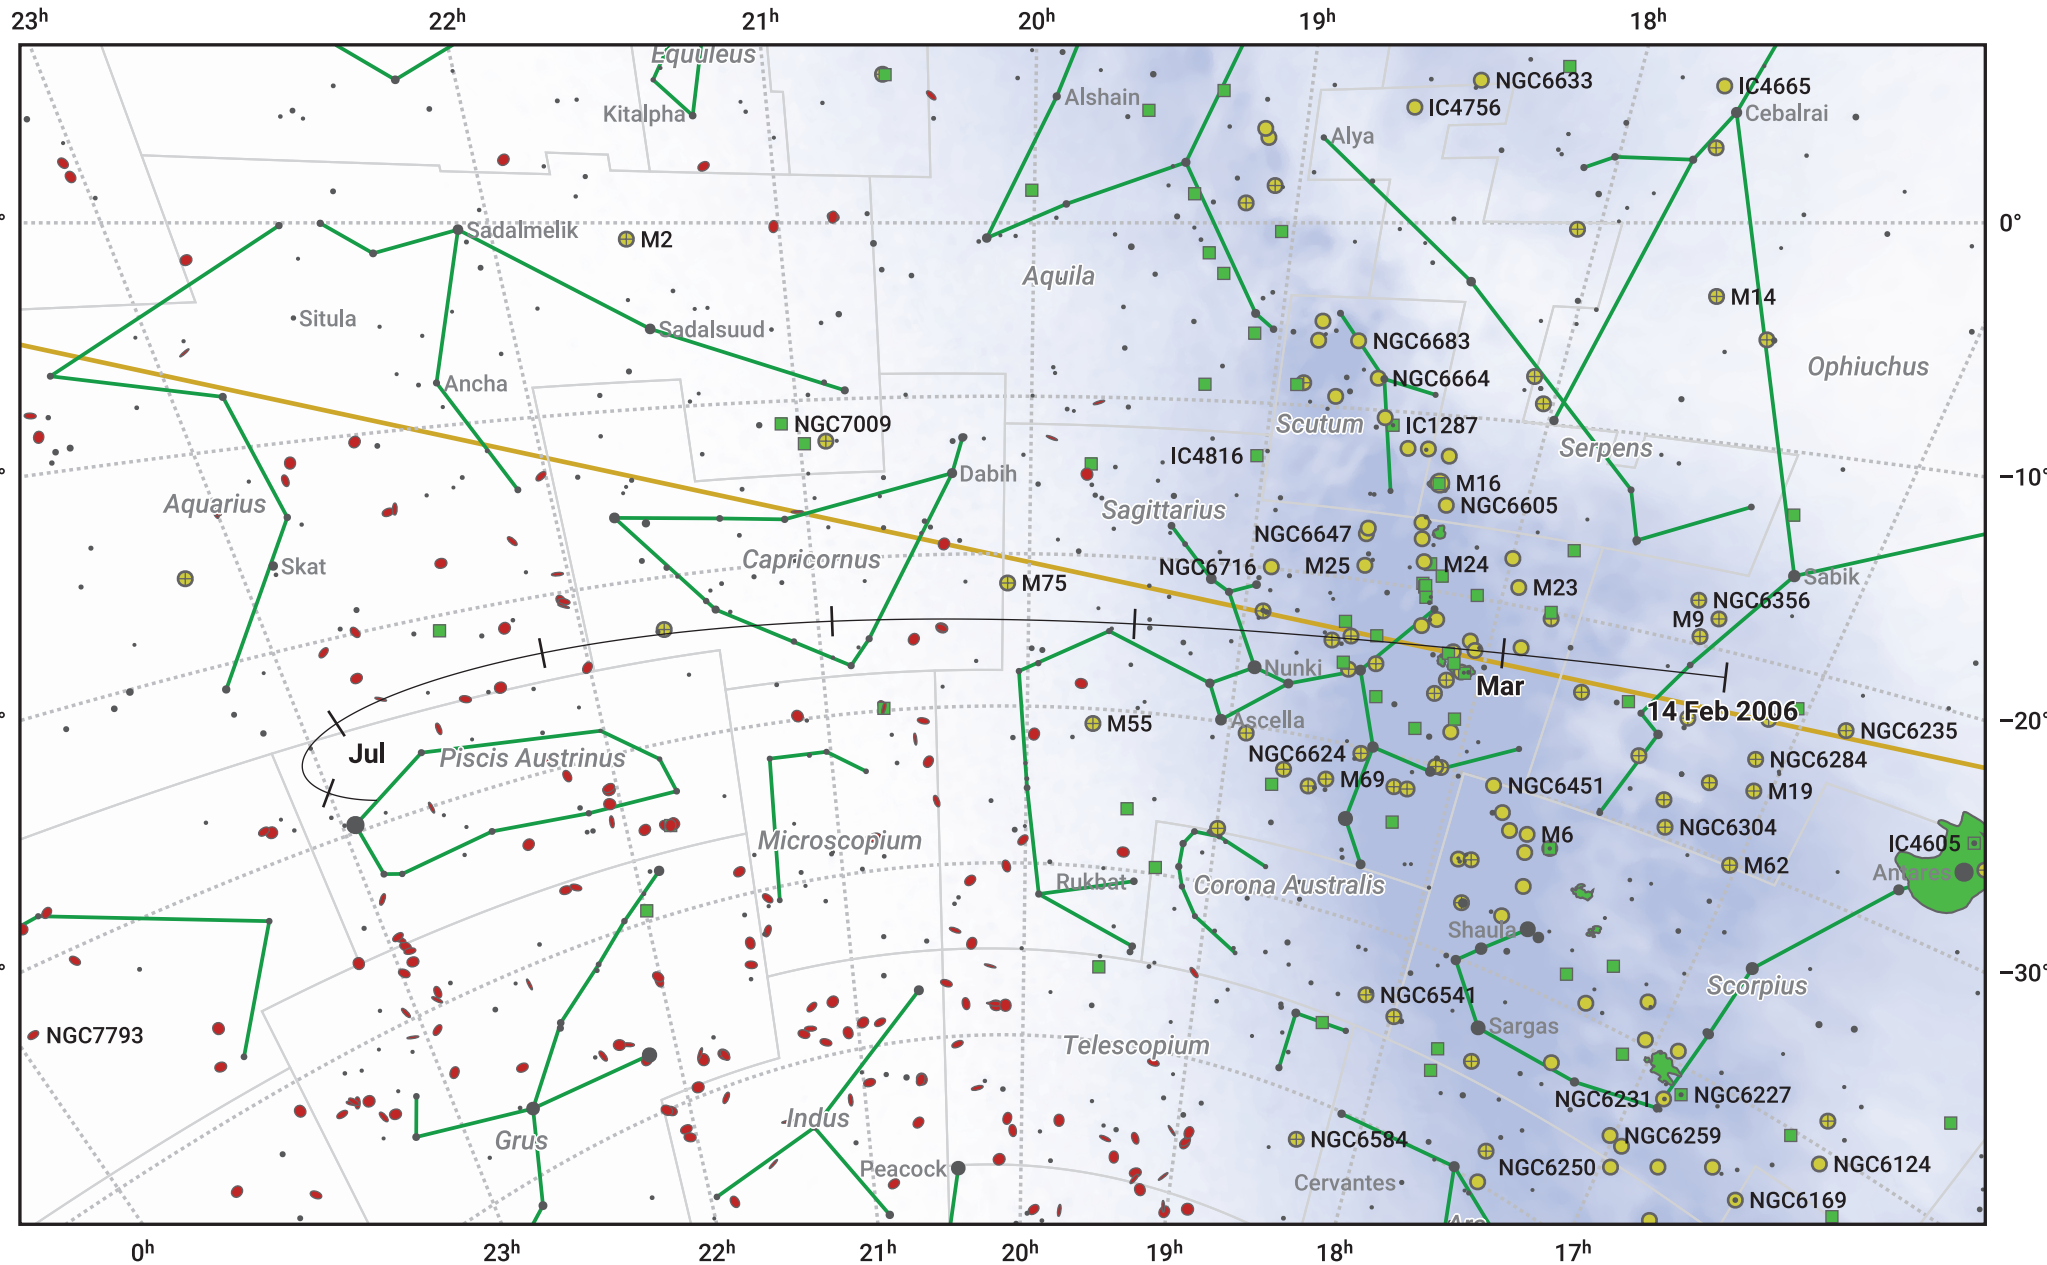 23h 22h 21h 20h 19h 18h
Equuleus
NGC6633
IC4665
Alshain
IC4756
Kitalpha
Cebalrai
Alya
0°
Sadalmelik
M2
Aquila
M14
Situla
Sadalsuud
NGC6683
Ophiuchus
Ancha
NGC6664
NGC7009
Scutum
IC1287
Serpens
IC4816
Dabih
−10°
M16
Aquarius
Sagittarius
NGC6605
NGC6647
Capricornus
Skat
NGC6716
M25
M24
Sabik
M75
M23
NGC6356
M9
Nunki
Mar
14 Feb 2006
M55
Ascella
−20°
NGC6235
Jul
Piscis Austrinus
NGC6624
NGC6284
M69
NGC6451
M19
NGC6304
Microscopium
M6
IC4605
M62
Antares
Rukbat
Corona Australis
Shaula
−30°
Scorpius
NGC6541
NGC7793
Sargas
Telescopium
NGC6231
NGC6227
Indus
Grus
NGC6584
NGC6259
Peacock
NGC6250
NGC6124
Cervantes
NGC6169
Ara
0h 23h 22h 21h 20h 19h 18h 17h